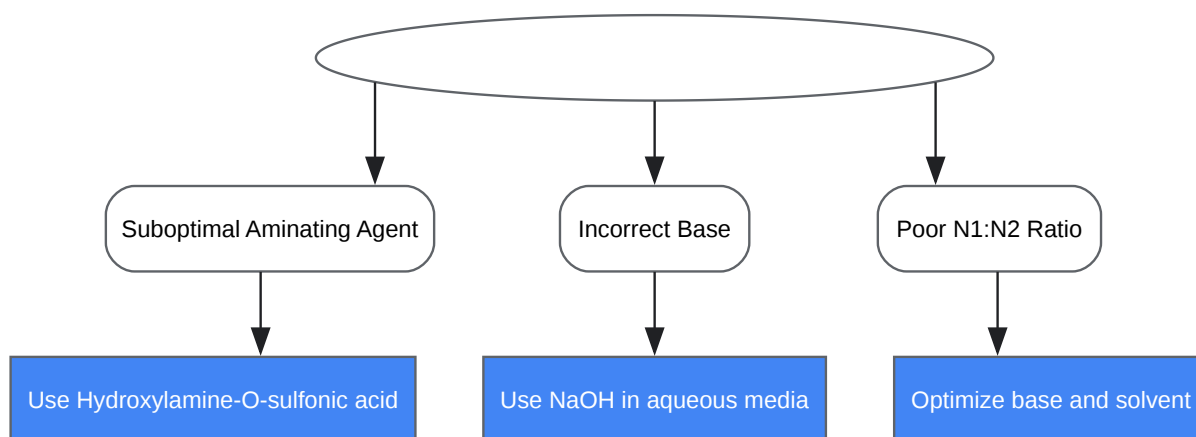 Suboptimal Aminating Agent
Incorrect Base
Poor N1:N2 Ratio
Use Hydroxylamine-O-sulfonic acid
Use NaOH in aqueous media
Optimize base and solvent